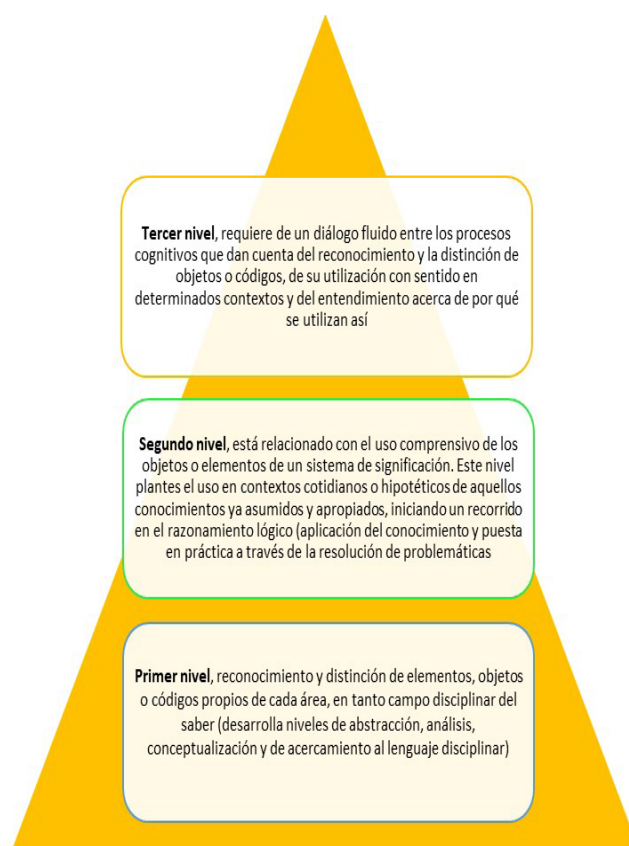 Tercer nivel, requiere de un diálogo fluido entre los procesos
cognitivos que dan cuenta del reconocimiento y la distinción de
objetos o códigos, de su utilización con sentido en
determinados contextos y del entendimiento acerca de por qué
se utilizan así
Segundo nivel, está relacionado con el uso comprensivo de los
objetos o elementos de un sistema de significación. Este nivel
plantes el uso en contextos cotidianos o hipotéticos de aquellos
conocimientos ya asumidos y apropiados, iniciando un recorrido
en el razonamiento lógico (aplicación del conocimiento y puesta
en práctica a través de la resolución de problemáticas
Primer nivel, reconocimiento y distinción de elementos, objetos
o códigos propios de cada área, en tanto campo disciplinar del
saber (desarrolla niveles de abstracción, análisis,
conceptualización y de acercamiento al lenguaje disciplinar)